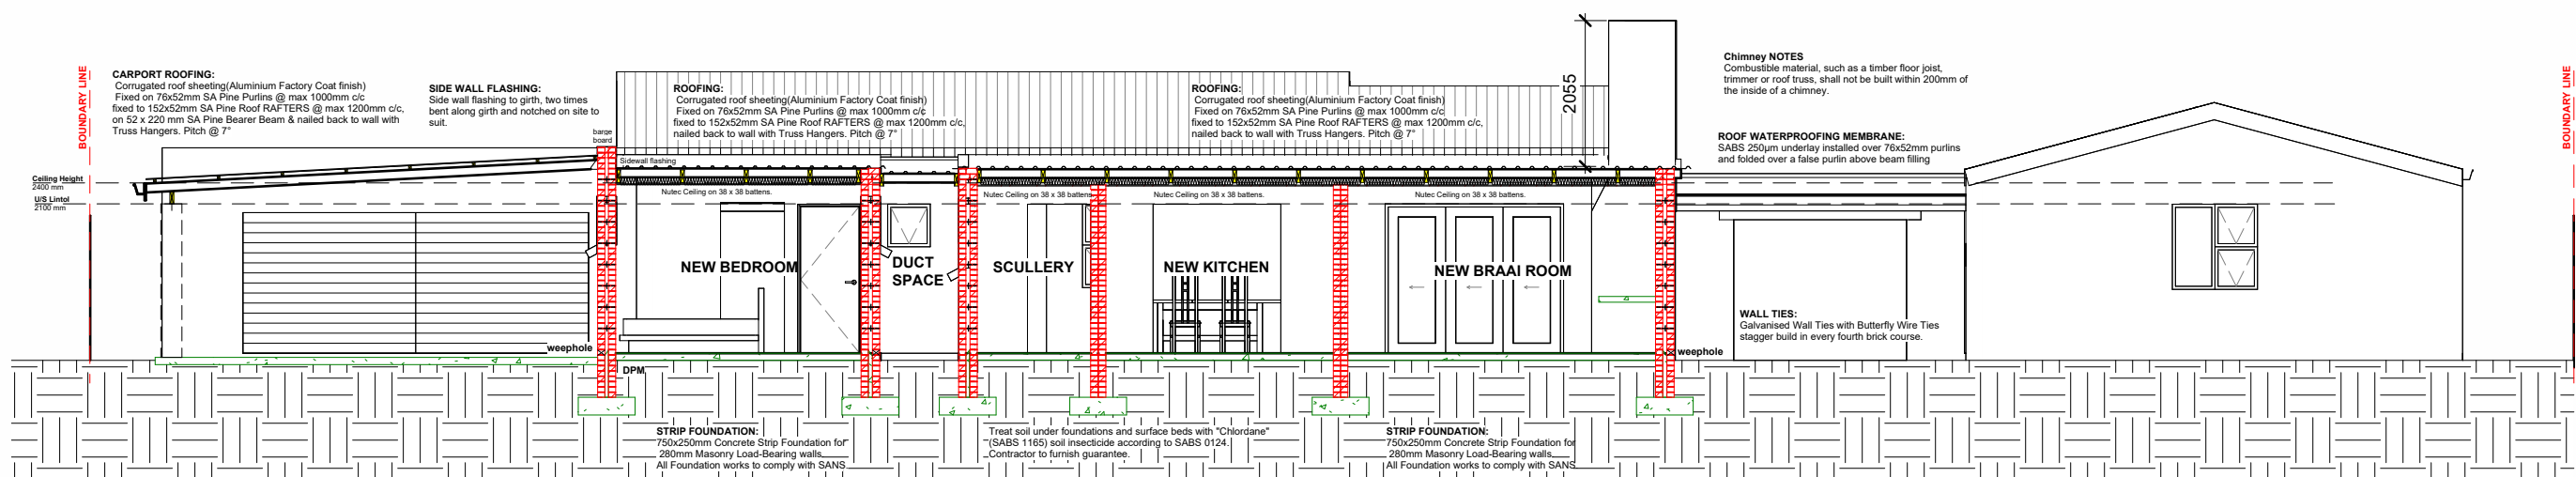 BOUNDARY LINE
CARPORT ROOFING:
Corrugated roof sheeting(Aluminium Factory Coat finish)
Fixed on 76x52mm SA Pine Purlins @ max 1000mm c/c
fixed to 152x52mm SA Pine Roof RAFTERS @ max 1200mm c/c,
on 52 x 220 mm SA Pine Bearer Beam & nailed back to wall with
Truss Hangers. Pitch @ 7°
SIDE WALL FLASHING:
Side wall flashing to girth, two times
bent along girth and notched on site to
suit.
barge
board
ROOFING:
Corrugated roof sheeting(Aluminium Factory Coat finish)
Fixed on 76x52mm SA Pine Purlins @ max 1000mm c/c
fixed to 152x52mm SA Pine Roof RAFTERS @ max 1200mm c/c,
nailed back to wall with Truss Hangers. Pitch @ 7°
ROOFING:
Corrugated roof sheeting(Aluminium Factory Coat finish)
Fixed on 76x52mm SA Pine Purlins @ max 1000mm c/c
fixed to 152x52mm SA Pine Roof RAFTERS @ max 1200mm c/c,
nailed back to wall with Truss Hangers. Pitch @ 7°
2055
Chimney NOTES
Combustible material, such as a timber floor joist,
trimmer or roof truss, shall not be built within 200mm of
the inside of a chimney.
ROOF WATERPROOFING MEMBRANE:
SABS 250µm underlay installed over 76x52mm purlins
and folded over a false purlin above beam filling
BOUNDARY LINE
Ceiling Height
2400 mm
U/S Lintol
2100 mm
Sidewall flashing
Nutec Ceiling on 38 x 38 battens.
Nutec Ceiling on 38 x 38 battens.
Nutec Ceiling on 38 x 38 battens.
Nutec Ceiling on 38 x 38 battens.
NEW BEDROOM
DUCT
SPACE
SCULLERY
NEW KITCHEN
NEW BRAAI ROOM
WALL TIES:
Galvanised Wall Ties with Butterfly Wire Ties
stagger build in every fourth brick course.
weephole
weephole
DPM
STRIP FOUNDATION:
750x250mm Concrete Strip Foundation for
280mm Masonry Load-Bearing walls
All Foundation works to comply with SANS
Treat soil under foundations and surface beds with "Chlordane"
(SABS 1165) soil insecticide according to SABS 0124.
Contractor to furnish guarantee.
STRIP FOUNDATION:
750x250mm Concrete Strip Foundation for
280mm Masonry Load-Bearing walls
All Foundation works to comply with SANS